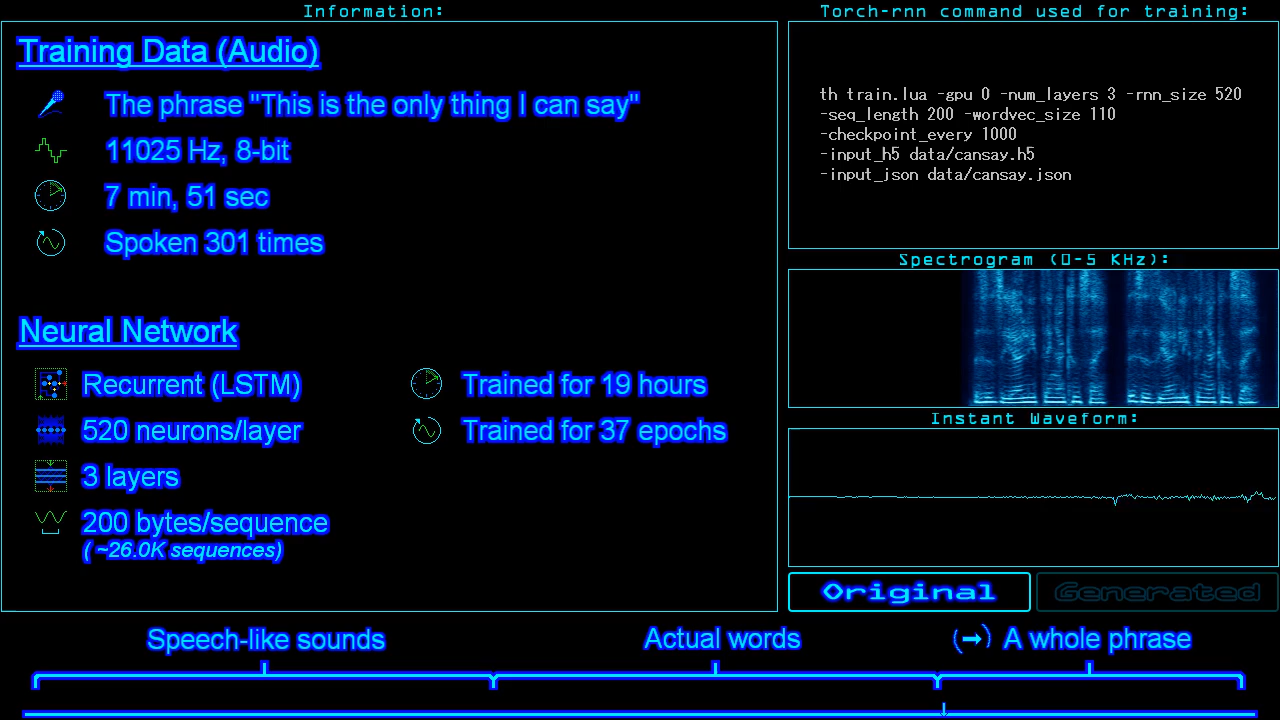 Information:
Training Data (Audio)
The phrase "This is the only thing I can say"
11025 Hz, 8-bit
7 min, 51 sec
Spoken 301 times
Neural Network
Recurrent (LSTM)
520 neurons/layer
3 layers
200 bytes/sequence
( ~26.0K sequences)
Trained for 19 hours
Trained for 37 epochs
Torch-rnn command used for training:
th train.lua -gpu 0 -num_layers 3 -rnn_size 520
-seq_length 200 -wordvec_size 110
-checkpoint_every 1000
-input_h5 data/cansay.h5
-input_json data/cansay.json
Spectrogram (0-5 KHz):
Instant Waveform:
Original
Generated
Speech-like sounds
Actual words
(→) A whole phrase